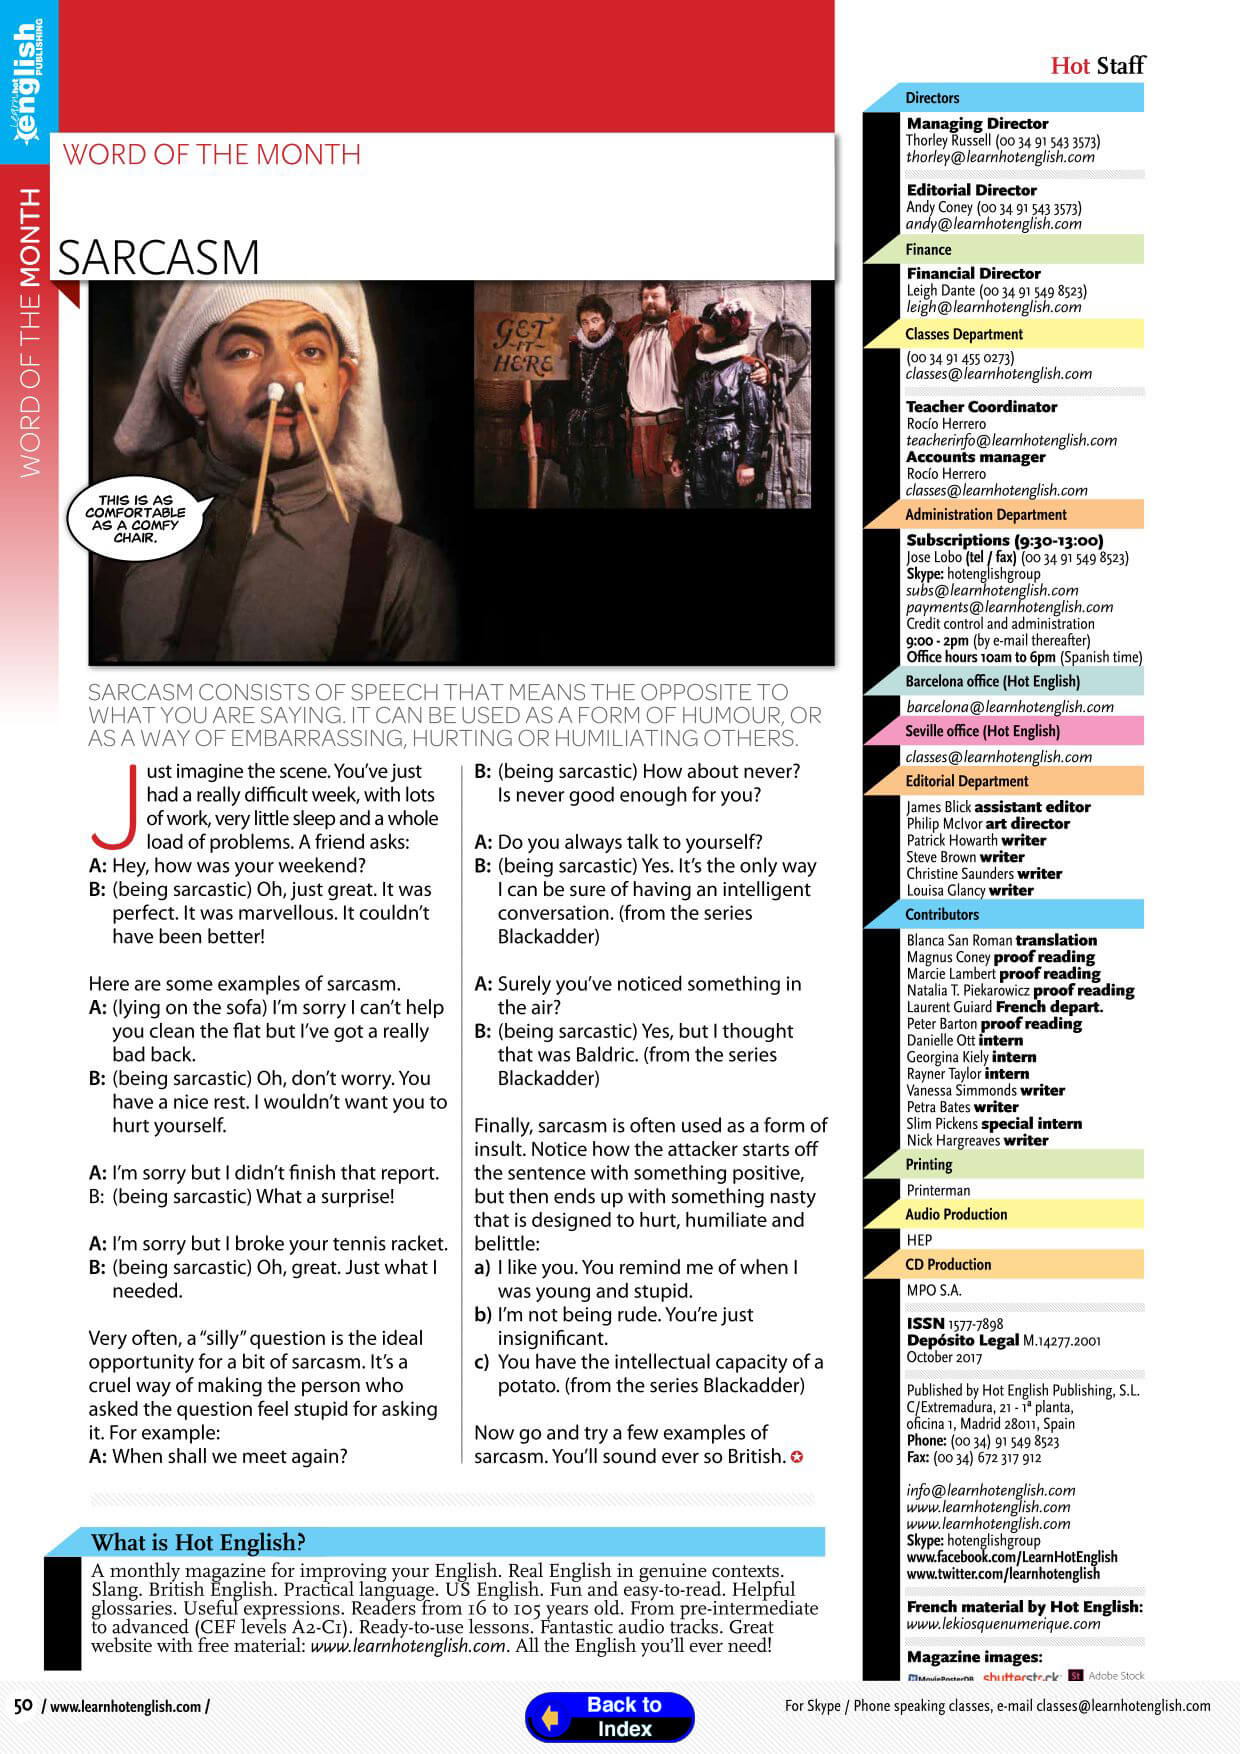 Learn hot
english
PUBLISHING
WORD OF THE MONTH
WORD OF THE MONTH
SARCASM
GET
-IT-
HERE
THIS IS AS
COMFORTABLE
AS A COMFY
CHAIR.
SARCASM CONSISTS OF SPEECH THAT MEANS THE OPPOSITE TO
WHAT YOU ARE SAYING. IT CAN BE USED AS A FORM OF HUMOUR, OR
AS A WAY OF EMBARRASSING, HURTING OR HUMILIATING OTHERS.
Just imagine the scene. You've just
had a really difficult week, with lots
of work, very little sleep and a whole
load of problems. A friend asks:
A: Hey, how was your weekend?
B: (being sarcastic) Oh, just great. It was
perfect. It was marvellous. It couldn't
have been better!
Here are some examples of sarcasm.
A: (lying on the sofa) I'm sorry I can't help
you clean the flat but I've got a really
bad back.
B: (being sarcastic) Oh, don't worry. You
have a nice rest. I wouldn't want you to
hurt yourself.
A: I'm sorry but I didn't finish that report.
B: (being sarcastic) What a surprise!
A: I'm sorry but I broke your tennis racket.
B: (being sarcastic) Oh, great. Just what I
needed.
Very often, a "silly" question is the ideal
opportunity for a bit of sarcasm. It's a
cruel way of making the person who
asked the question feel stupid for asking
it. For example:
A: When shall we meet again?
B: (being sarcastic) How about never?
Is never good enough for you?
A: Do you always talk to yourself?
B: (being sarcastic) Yes. It's the only way
I can be sure of having an intelligent
conversation. (from the series
Blackadder)
A: Surely you've noticed something in
the air?
B: (being sarcastic) Yes, but I thought
that was Baldric. (from the series
Blackadder)
Finally, sarcasm is often used as a form of
insult. Notice how the attacker starts off
the sentence with something positive,
but then ends up with something nasty
that is designed to hurt, humiliate and
belittle:
a) I like you. You remind me of when I
was young and stupid.
b) I'm not being rude. You're just
insignificant.
c) You have the intellectual capacity of a
potato. (from the series Blackadder)
Now go and try a few examples of
sarcasm. You'll sound ever so British.
What is Hot English?
A monthly magazine for improving your English. Real English in genuine contexts.
Slang. British English. Practical language. US English. Fun and easy-to-read. Helpful
glossaries. Useful expressions. Readers from 16 to 105 years old. From pre-intermediate
to advanced (CEF levels A2-C1). Ready-to-use lessons. Fantastic audio tracks. Great
website with free material: www.learnhotenglish.com. All the English you'll ever need!
Hot Staff
Directors
Managing Director
Thorley Russell (00 34 91 543 3573)
thorley@learnhotenglish.com
Editorial Director
Andy Coney (00 34 91 543 3573)
andy@learnhotenglish.com
Finance
Financial Director
Leigh Dante (00 34 91 549 8523)
leigh@learnhotenglish.com
Classes Department
(00 34 91 455 0273)
classes@learnhotenglish.com
Teacher Coordinator
Rocío Herrero
teacherinfo@learnhotenglish.com
Accounts manager
Rocío Herrero
classes@learnhotenglish.com
Administration Department
Subscriptions (9:30-13:00)
Jose Lobo (tel / fax) (00 34 91 549 8523)
Skype: hotenglishgroup
subs@learnhotenglish.com
payments@learnhotenglish.com
Credit control and administration
9:00 - 2pm (by e-mail thereafter)
Office hours 10am to 6pm (Spanish time)
Barcelona office (Hot English)
barcelona@learnhotenglish.com
Seville office (Hot English)
classes@learnhotenglish.com
Editorial Department
James Blick assistant editor
Philip McIvor art director
Patrick Howarth writer
Steve Brown writer
Christine Saunders writer
Louisa Glancy writer
Contributors
Blanca San Roman translation
Magnus Coney proof reading
Marcie Lambert proof reading
Natalia T. Piekarowicz proof reading
Laurent Guiard French depart.
Peter Barton proof reading
Danielle Ott intern
Georgina Kiely intern
Rayner Taylor intern
Vanessa Simmonds writer
Petra Bates writer
Slim Pickens special intern
Nick Hargreaves writer
Printing
Printerman
Audio Production
HEP
CD Production
MPO S.A.
ISSN 1577-7898
Depósito Legal M.14277.2001
October 2017
Published by Hot English Publishing, S.L.
C/Extremadura, 21 - 1ª planta,
oficina 1, Madrid 28011, Spain
Phone: (00 34) 91 549 8523
Fax: (00 34) 672 317 912
info@learnhotenglish.com
www.learnhotenglish.com
www.learnhotenglish.com
Skype: hotenglishgroup
www.facebook.com/LearnHotEnglish
www.twitter.com/learnhotenglish
French material by Hot English:
www.lekiosquenumerique.com
Magazine images:
MoviePosterDB shutterstock St Adobe Stock
50 / www.learnhotenglish.com /
Back to
Index
For Skype / Phone speaking classes, e-mail classes@learnhotenglish.com